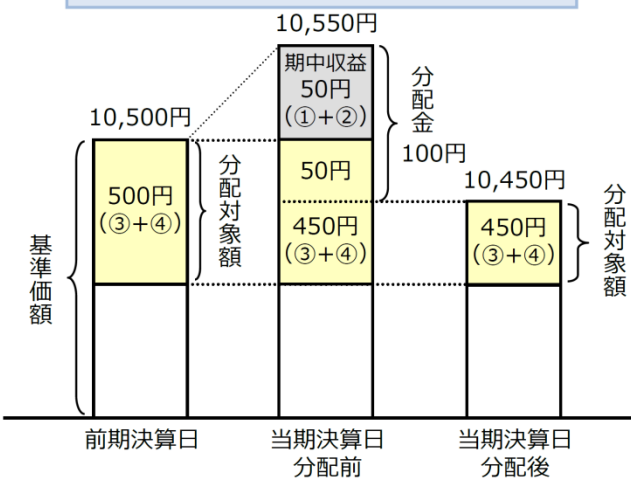 10,550円
期中収益
50円
(①+②)
分配金
100円
10,500円
500円
(③+④)
分配対象額
50円
450円
(③+④)
10,450円
450円
(③+④)
分配対象額
基準価額
前期決算日
当期決算日
分配前
当期決算日
分配後